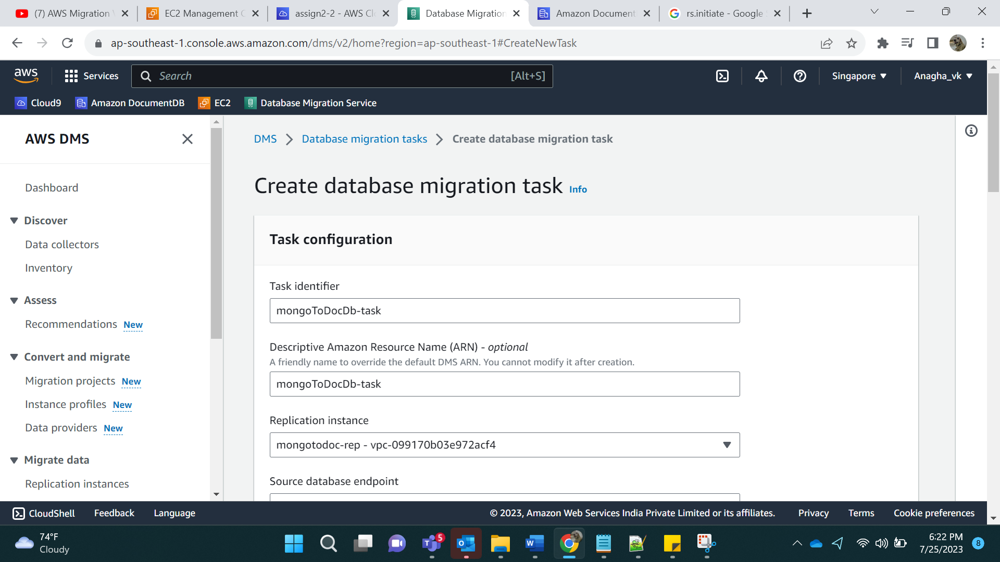 (7) AWS Migration
EC2 Management
assign2-2 - AWS Cl
Database Migration
Amazon Document
rs.initiate - Google
ap-southeast-1.console.aws.amazon.com/dms/v2/home?region=ap-southeast-1#CreateNewTask
aws
Services
Search
[Alt+S]
Singapore
Anagha_vk
Cloud9
Amazon DocumentDB
EC2
Database Migration Service
AWS DMS
DMS
Database migration tasks
Create database migration task
Create database migration task Info
Dashboard
Discover
Data collectors
Inventory
Assess
Recommendations New
Convert and migrate
Migration projects New
Instance profiles New
Data providers New
Migrate data
Replication instances
Task configuration
Task identifier
mongoToDocDb-task
Descriptive Amazon Resource Name (ARN) - optional
A friendly name to override the default DMS ARN. You cannot modify it after creation.
mongoToDocDb-task
Replication instance
mongotodoc-rep - vpc-099170b03e972acf4
Source database endpoint
CloudShell
Feedback
Language
© 2023, Amazon Web Services India Private Limited or its affiliates.
Privacy
Terms
Cookie preferences
74°F
Cloudy
5
6:22 PM
7/25/2023
8